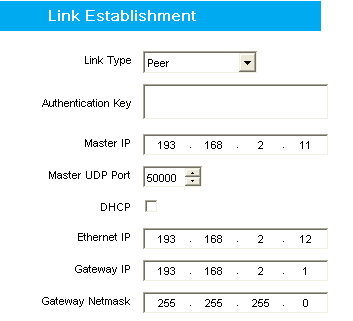 Link Establishment
Link Type Peer
Authentication Key
Master IP 193 . 168 . 2 . 11
Master UDP Port 50000
DHCP
Ethernet IP 193 . 168 . 2 . 12
Gateway IP 193 . 168 . 2 . 1
Gateway Netmask 255 . 255 . 255 . 0